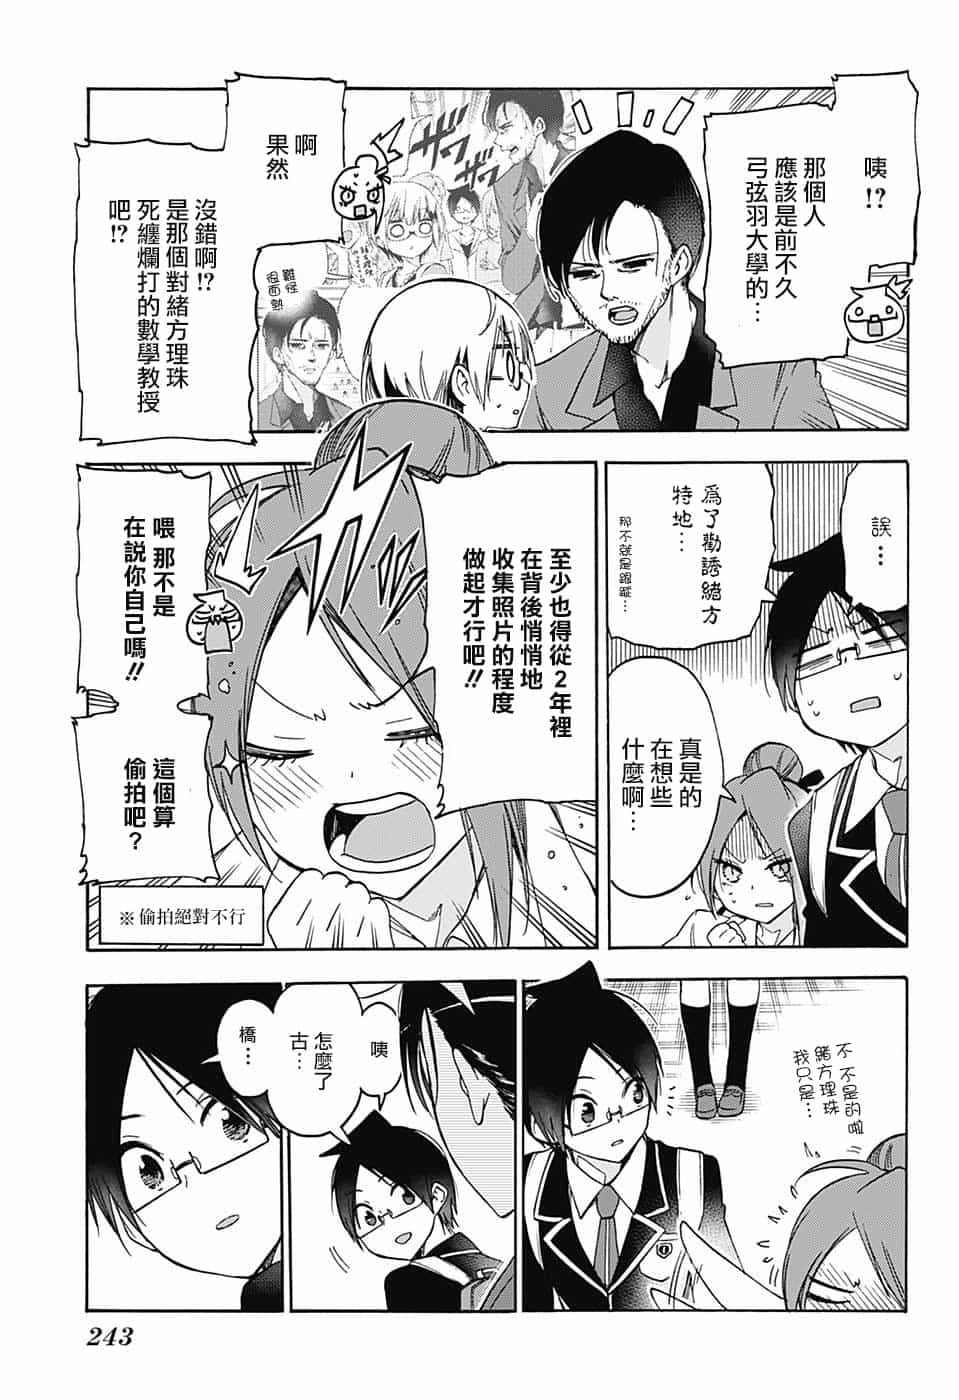 咦
!?
那個人
應該是前不久
弓弦羽大學的…
啊
果然
難怪
很面熟
沒錯啊!?
是那個對緒方理珠
死纏爛打的數學教授
吧!?
ザワ
ザワ
誒…
為了勸誘緒方
特地…
那不就是跟蹤…
真是的
在想些
什麼啊…
至少也得從2年裡
在背後悄悄地
收集照片的程度
做起才行吧!!
喂 那不是
在說你自己嗎!!
這個算
偷拍吧？
※偷拍絕對不行
不 不是的啦
緒方理珠
我只是…
咦
怎麼了
古…
橋…
243